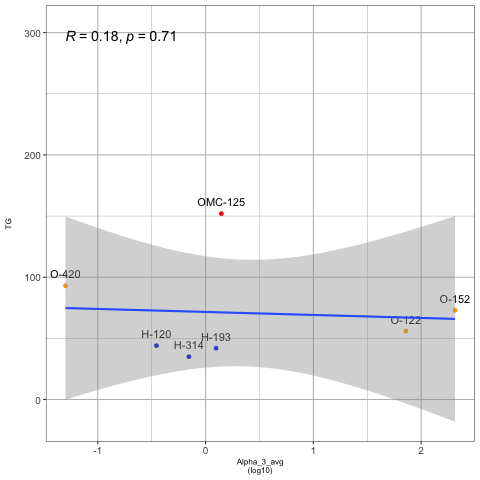 R = 0.18, p = 0.71
300
200
100
0
TG
OMC-125
O-420
O-152
O-122
H-120
H-193
H-314
-1
0
1
2
Alpha_3_avg
(log10)